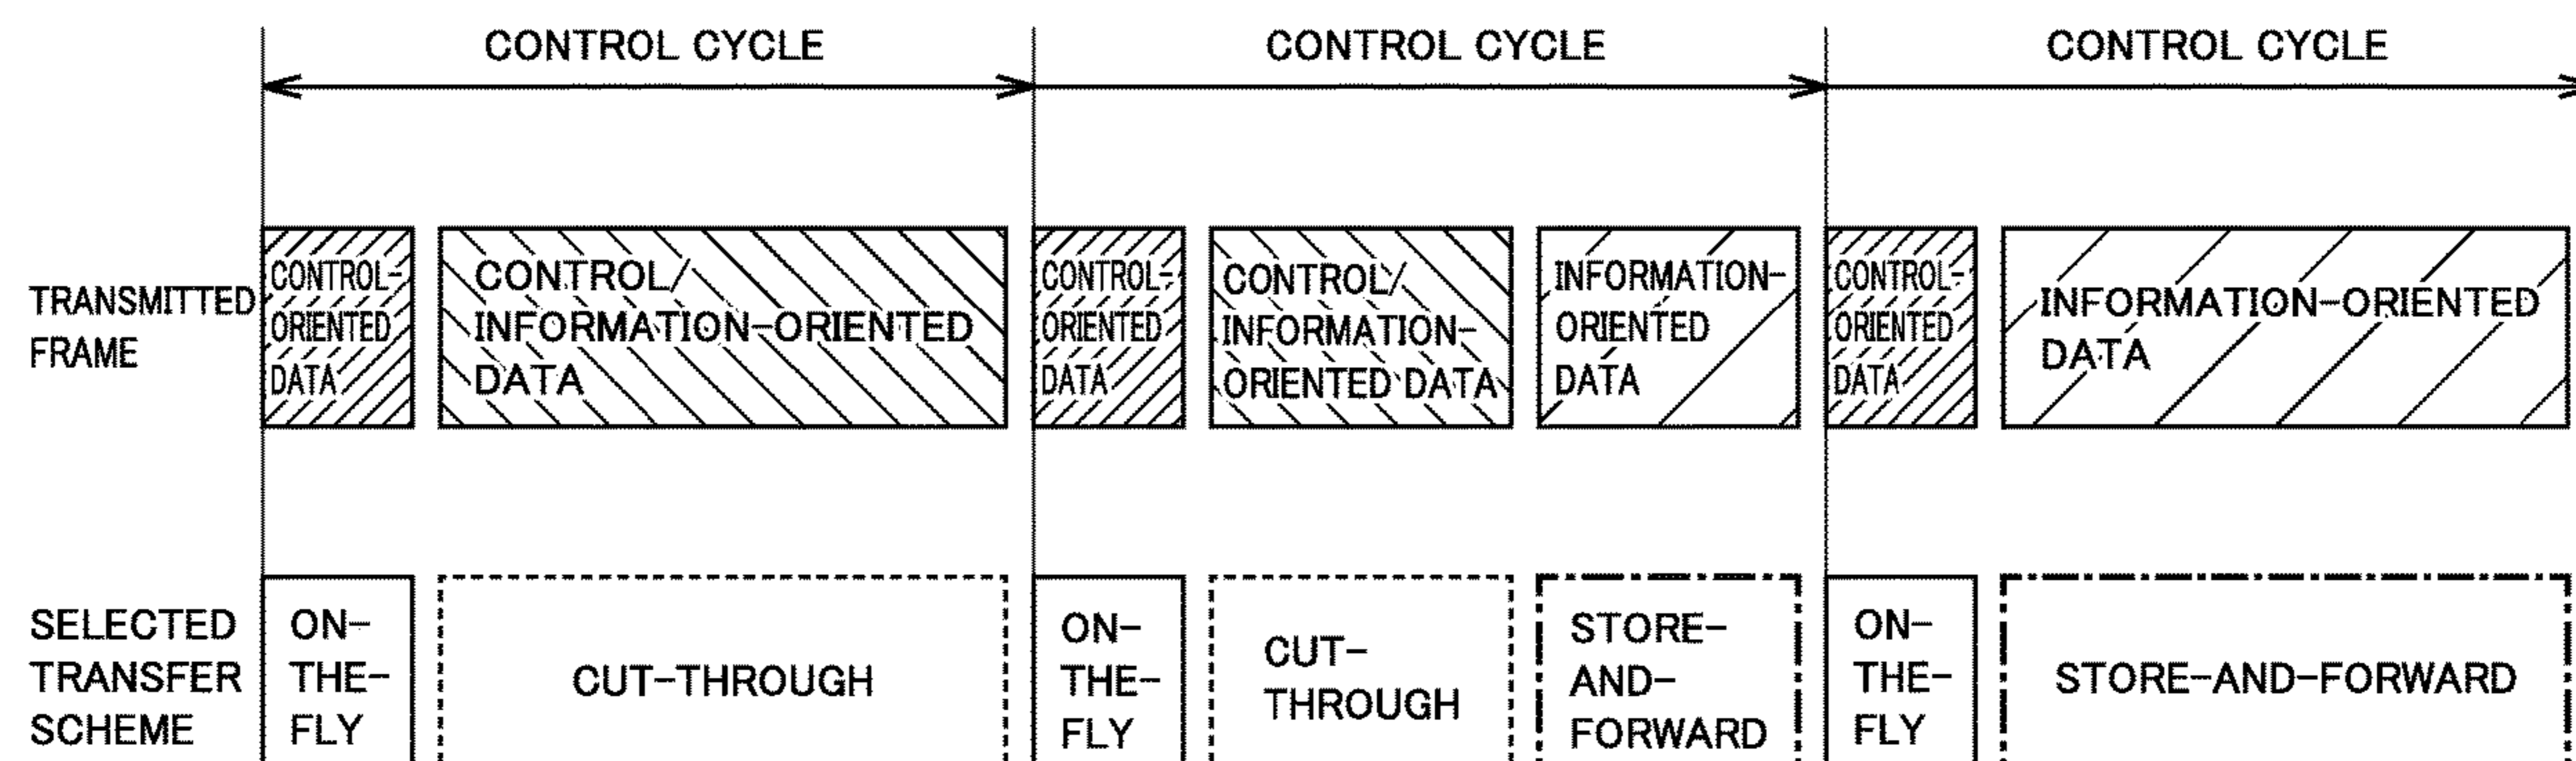 CONTROL CYCLE
CONTROL CYCLE
CONTROL CYCLE
TRANSMITTED
FRAME
CONTROL-
ORIENTED
DATA
CONTROL/
INFORMATION-ORIENTED
DATA
CONTROL-
ORIENTED
DATA
CONTROL/
INFORMATION-
ORIENTED DATA
INFORMATION-
ORIENTED
DATA
CONTROL-
ORIENTED
DATA
INFORMATION-ORIENTED
DATA
SELECTED
TRANSFER
SCHEME
ON-
THE-
FLY
CUT-THROUGH
ON-
THE-
FLY
CUT-
THROUGH
STORE-
AND-
FORWARD
ON-
THE-
FLY
STORE-AND-FORWARD